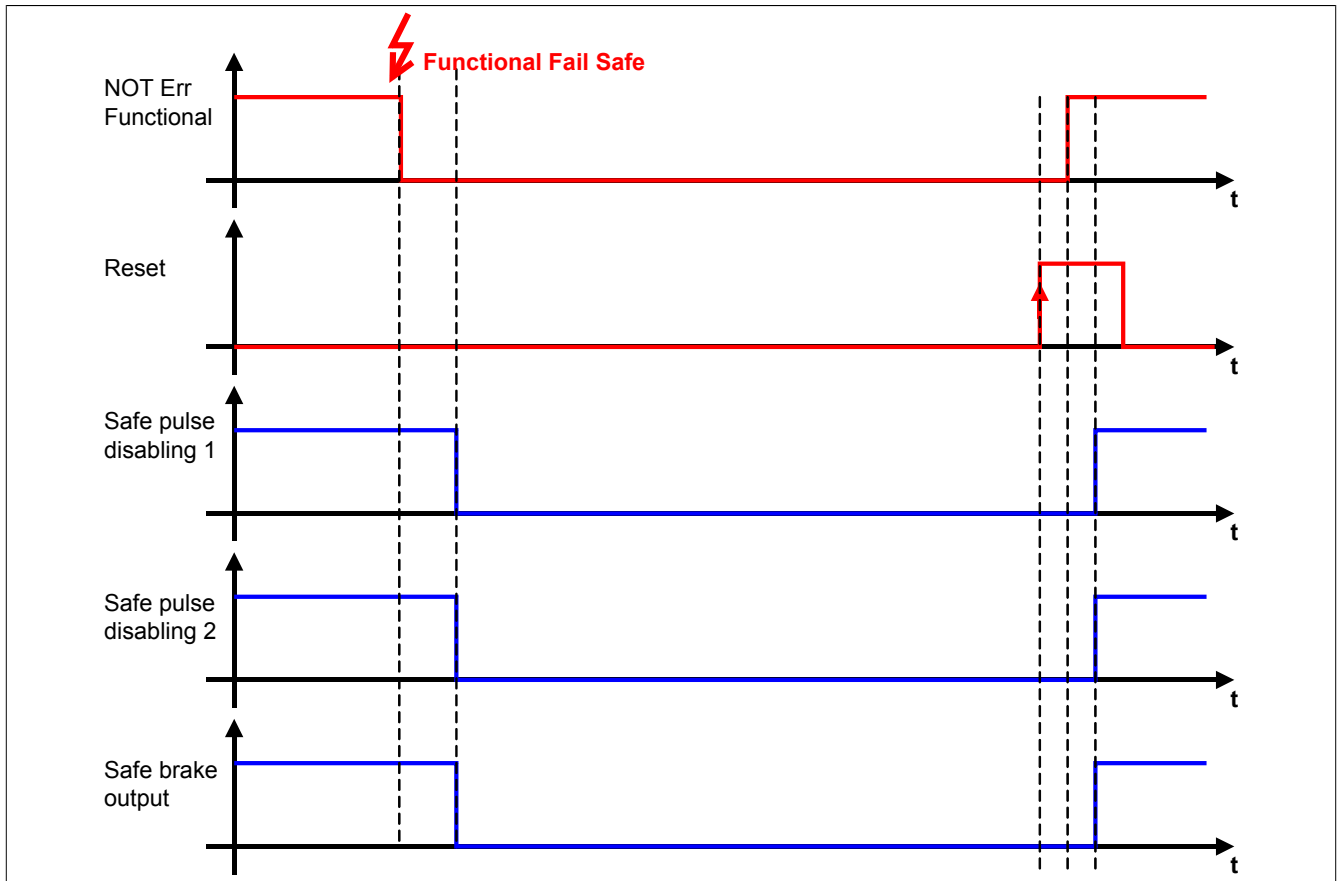 Functional Fail Safe
NOT Err
Functional
t
Reset
t
Safe pulse
disabling 1
t
Safe pulse
disabling 2
t
Safe brake
output
t